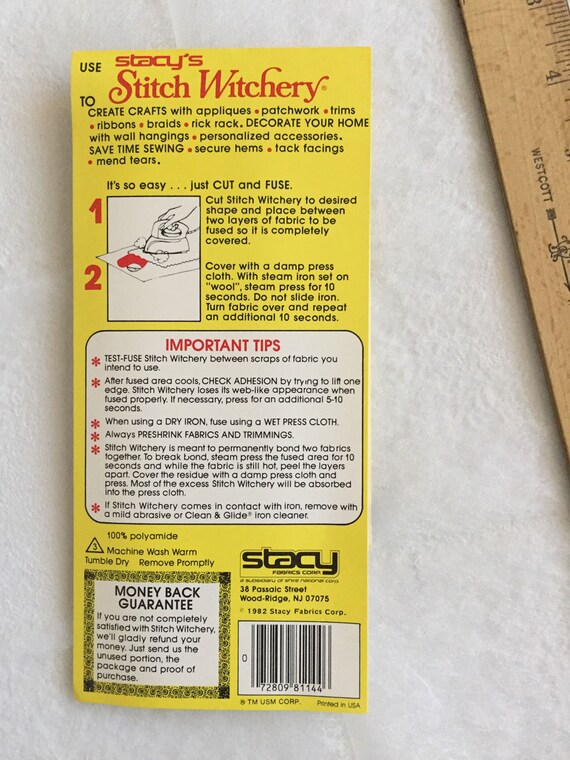 USE stacy's
Stitch Witchery®
TO
CREATE CRAFTS with appliques • patchwork • trims
• ribbons • braids • rick rack. DECORATE YOUR HOME
with wall hangings • personalized accessories.
SAVE TIME SEWING • secure hems • tack facings
• mend tears.
It's so easy . . . just CUT and FUSE.
1
Cut Stitch Witchery to desired
shape and place between
two layers of fabric to be
fused so it is completely
covered.
2
Cover with a damp press
cloth. With steam iron set on
"wool", steam press for 10
seconds. Do not slide iron.
Turn fabric over and repeat
an additional 10 seconds.
IMPORTANT TIPS
* TEST-FUSE Stitch Witchery between scraps of fabric you
intend to use.
* After fused area cools, CHECK ADHESION by trying to lift one
edge. Stitch Witchery loses its web-like appearance when
fused properly. If necessary, press for an additional 5-10
seconds.
* When using a DRY IRON, fuse using a WET PRESS CLOTH.
* Always PRESHRINK FABRICS AND TRIMMINGS.
* Stitch Witchery is meant to permanently bond two fabrics
together. To break bond, steam press the fused area for 10
seconds and while the fabric is still hot, peel the layers
apart. Cover the residue with a damp press cloth and
press. Most of the excess Stitch Witchery will be absorbed
into the press cloth.
* If Stitch Witchery comes in contact with iron, remove with
a mild abrasive or Clean & Glide® iron cleaner.
100% polyamide
3 Machine Wash Warm
Tumble Dry Remove Promptly
MONEY BACK
GUARANTEE
If you are not completely
satisfied with Stitch Witchery,
we'll gladly refund your
money. Just send us the
unused portion, the
package and proof of
purchase.
stacy
FABRICS CORP.
a subsidiary of shire national corp.
38 Passaic Street
Wood-Ridge, NJ 07075
© 1982 Stacy Fabrics Corp.
0 72809 81144
® TM USM CORP. Printed in USA
3
4
WESTCOTT